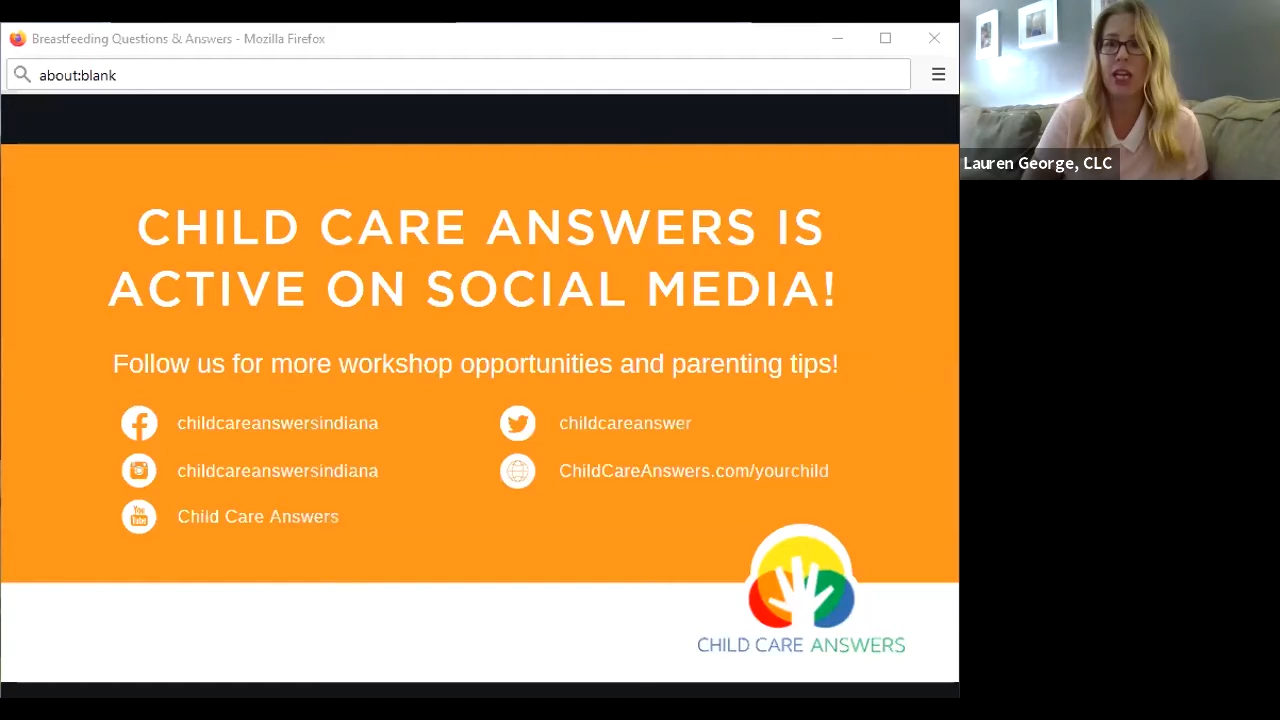 Breastfeeding Questions & Answers - Mozilla Firefox
about:blank
Lauren George, CLC
CHILD CARE ANSWERS IS
ACTIVE ON SOCIAL MEDIA!
Follow us for more workshop opportunities and parenting tips!
childcareanswersindiana
childcareanswer
childcareanswersindiana
ChildCareAnswers.com/yourchild
You
Tube
Child Care Answers
CHILD CARE ANSWERS